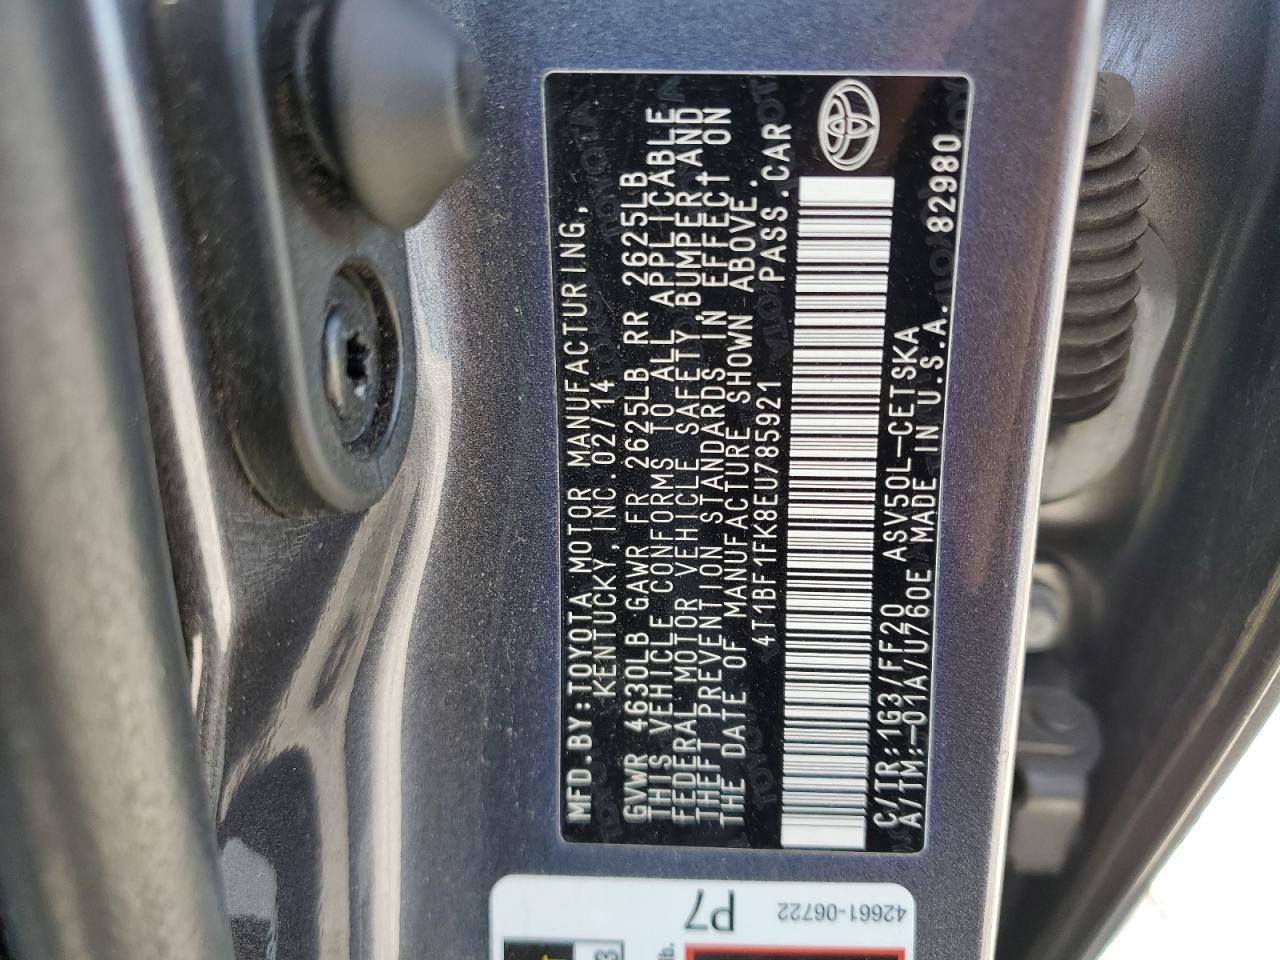 MFD.BY:TOYOTA MOTOR MANUFACTURING,
KENTUCKY, INC. 02/14
GVWR 4630LB GAWR FR 2625LB RR 2625LB
THIS VEHICLE CONFORMS TO ALL APPLICABLE
FEDERAL MOTOR VEHICLE SAFETY, BUMPER, AND
THEFT PREVENTION STANDARDS IN EFFECT ON
THE DATE OF MANUFACTURE SHOWN ABOVE.
4T1BF1FK8EU785921 PASS.CAR
C/TR:1G3/FF20 ASV50L-CETSKA
A/TM:-01A/U760E MADE IN U.S.A. 82980
P7
42661-06722
lb.